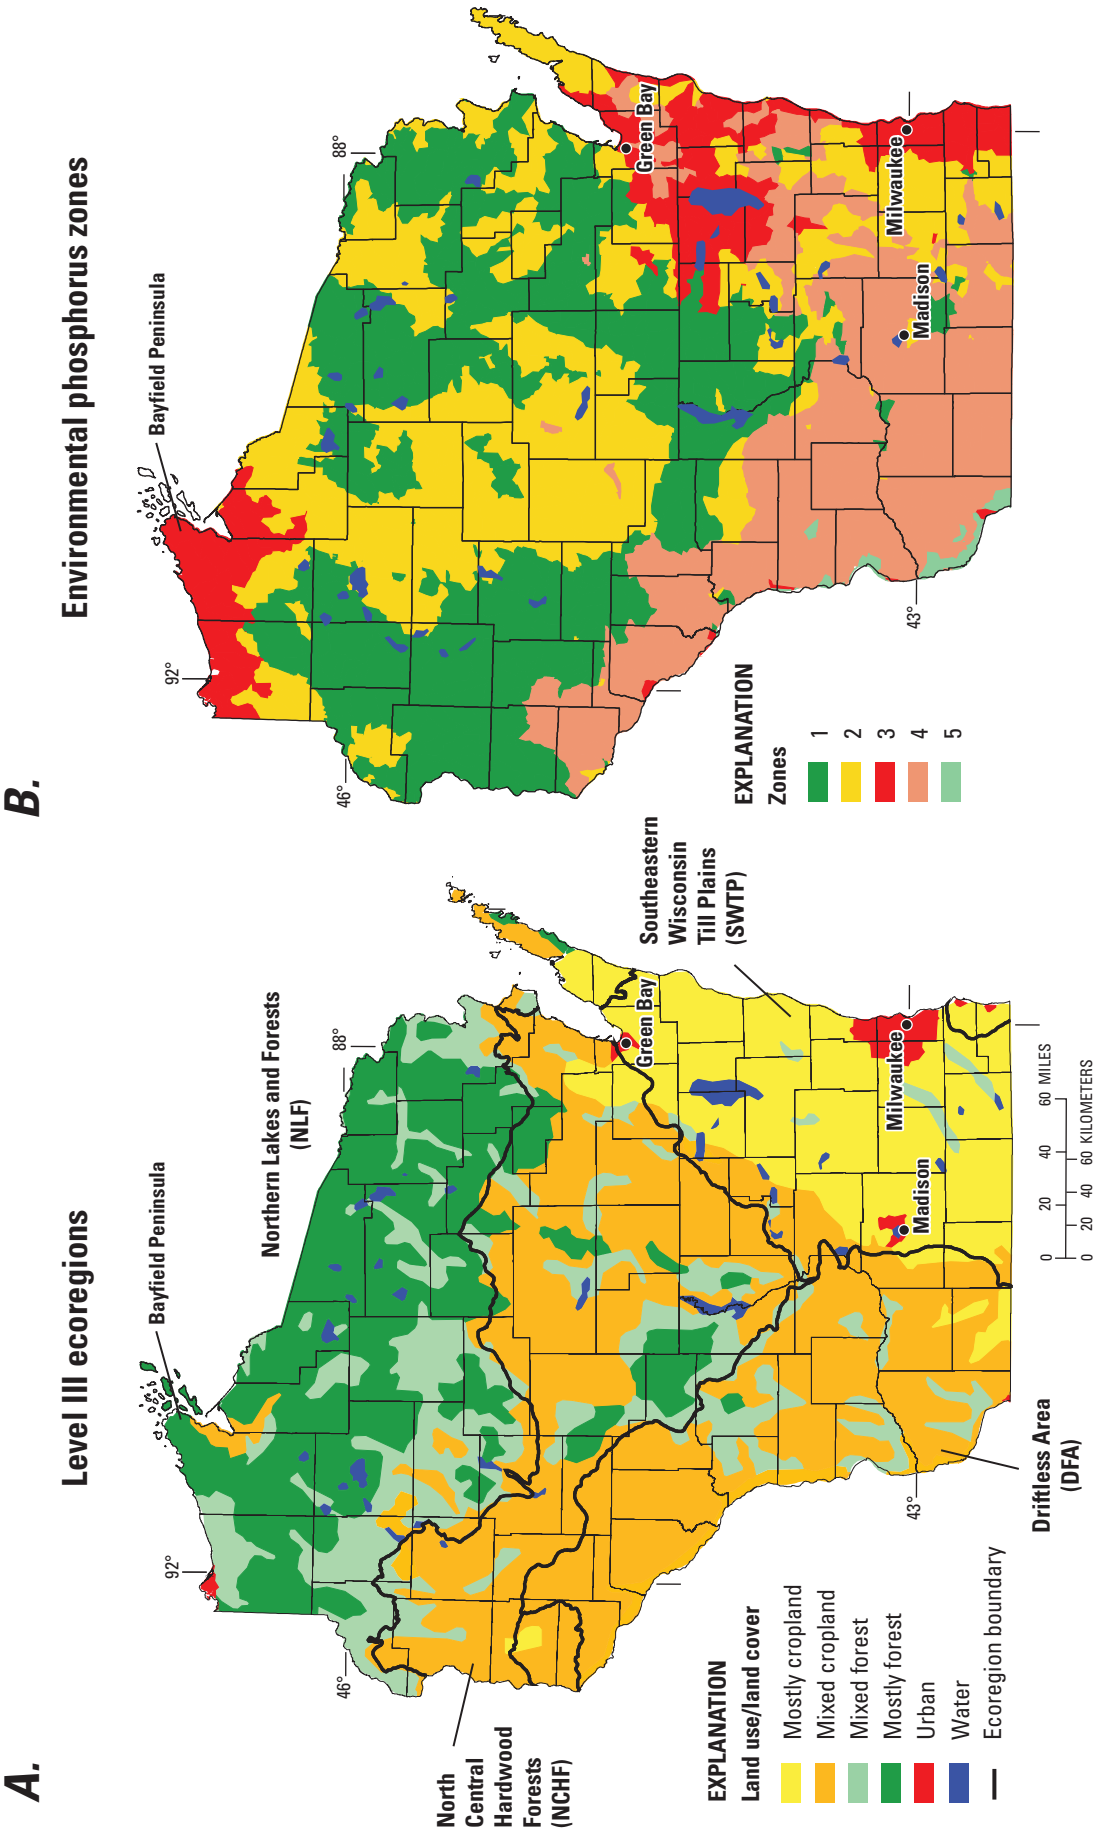 A.
Level III ecoregions
Bayfield Peninsula
92°
88°
46°
Northern Lakes and Forests
(NLF)
North
Central
Hardwood
Forests
(NCHF)
Southeastern
Wisconsin
Till Plains
(SWTP)
Green Bay
Milwaukee
Madison
43°
Driftless Area
(DFA)
EXPLANATION
Land use/land cover
Mostly cropland
Mixed cropland
Mixed forest
Mostly forest
Urban
Water
Ecoregion boundary
0 20 40 60 MILES
0 20 40 60 KILOMETERS
B.
Environmental phosphorus zones
Bayfield Peninsula
92°
88°
46°
Green Bay
Milwaukee
Madison
43°
EXPLANATION
Zones
1
2
3
4
5